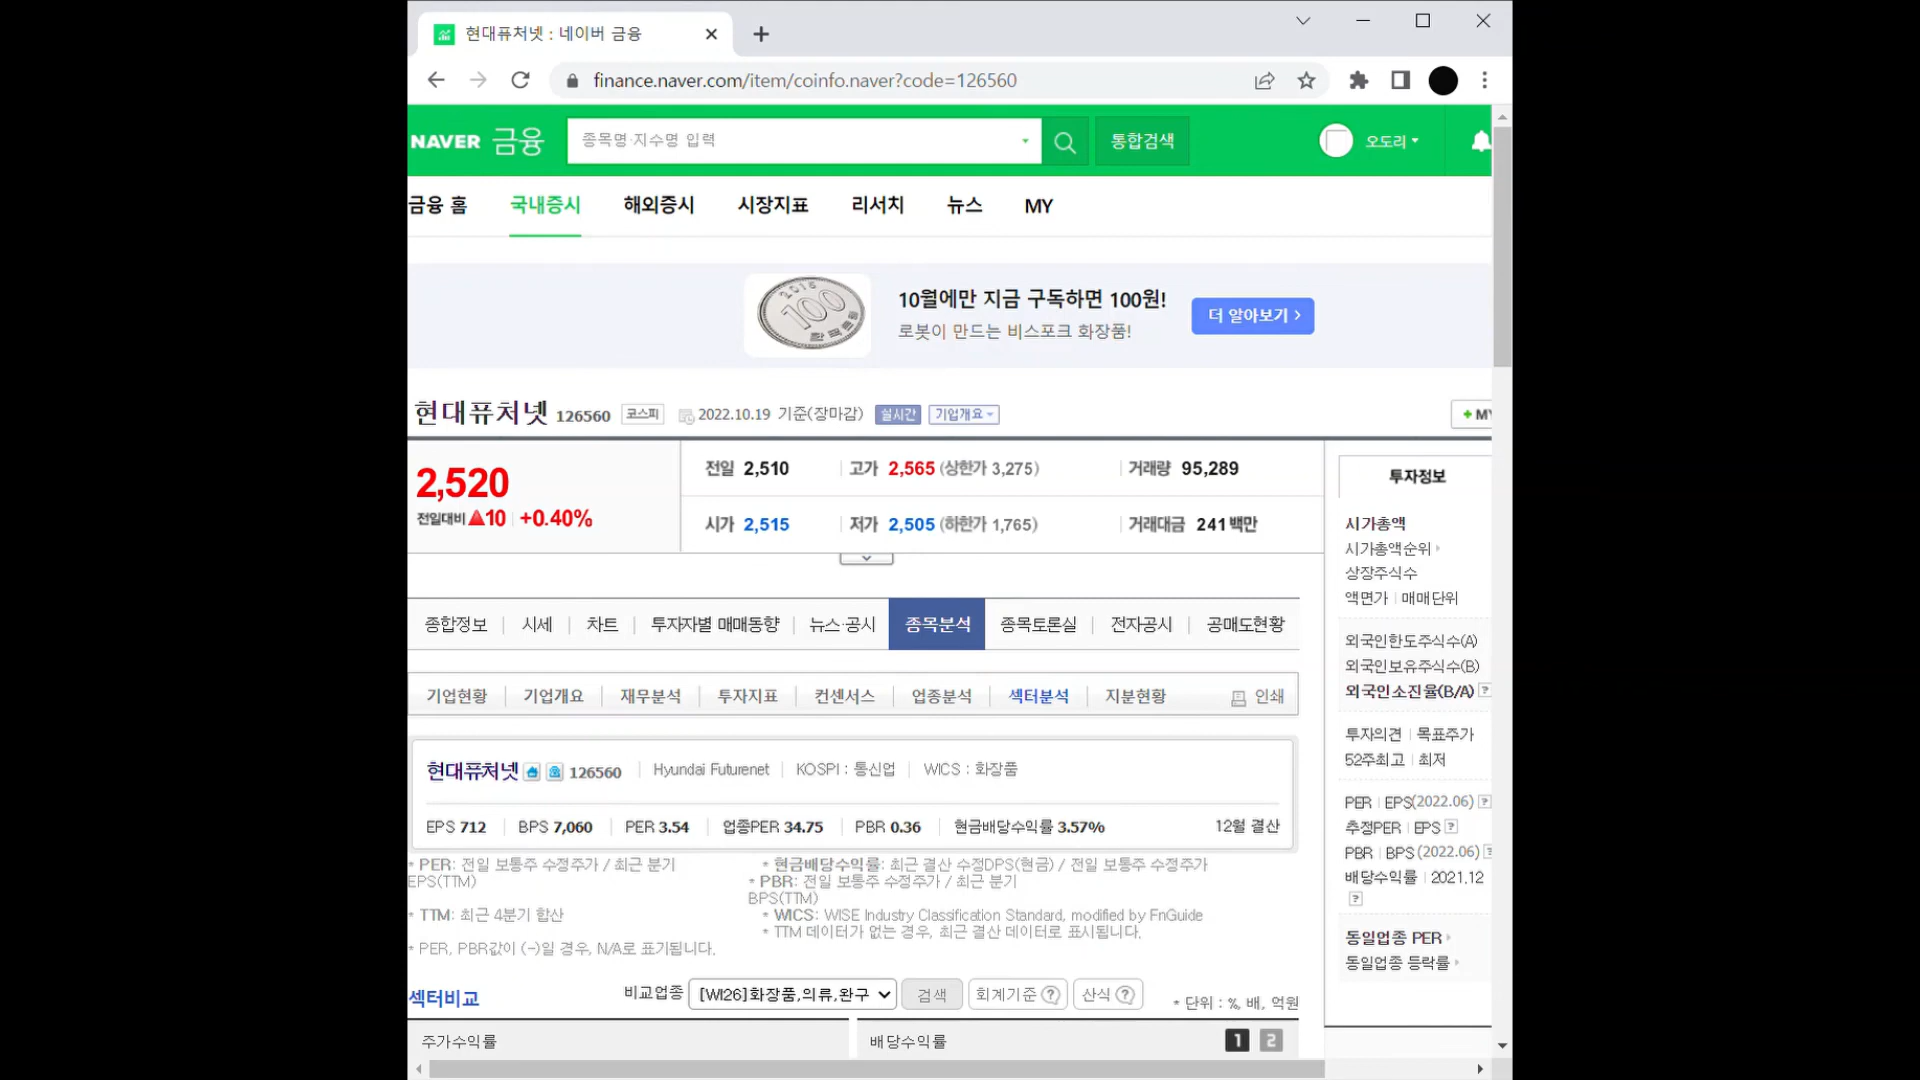 현대퓨처넷 : 네이버 금융
finance.naver.com/item/coinfo.naver?code=126560
NAVER 금융 종목명·지수명 입력 통합검색 오도리
금융 홈 국내증시 해외증시 시장지표 리서치 뉴스 MY
2015 100 한국은행
10월에만 지금 구독하면 100원!
로봇이 만드는 비스포크 화장품!
더 알아보기 >
현대퓨처넷 126560 코스피 2022.10.19 기준(장마감) 실시간 기업개요 + MY
2,520
전일대비 ▲10 +0.40%
전일 2,510 고가 2,565 (상한가 3,275) 거래량 95,289
시가 2,515 저가 2,505 (하한가 1,765) 거래대금 241 백만
종합정보 시세 차트 투자자별 매매동향 뉴스·공시 종목분석 종목토론실 전자공시 공매도현황
기업현황 기업개요 재무분석 투자지표 컨센서스 업종분석 섹터분석 지분현황 인쇄
현대퓨처넷 126560 Hyundai Futurenet KOSPI : 통신업 WICS : 화장품
EPS 712 BPS 7,060 PER 3.54 업종PER 34.75 PBR 0.36 현금배당수익률 3.57% 12월 결산
* PER: 전일 보통주 수정주가 / 최근 분기
EPS(TTM)
* 현금배당수익률: 최근 결산 수정DPS(현금) / 전일 보통주 수정주가
* PBR: 전일 보통주 수정주가 / 최근 분기
BPS(TTM)
* TTM: 최근 4분기 합산
* WICS: WISE Industry Classification Standard, modified by FnGuide
* TTM 데이터가 없는 경우, 최근 결산 데이터로 표시됩니다.
* PER, PBR값이 (-)일 경우, N/A로 표기됩니다.
섹터비교 비교업종 [WI26]화장품,의류,완구 검색 회계기준 ? 산식 ? * 단위 : %, 배, 억원
주가수익률 배당수익률 1 2
투자정보
시가총액
시가총액순위
상장주식수
액면가 | 매매단위
외국인한도주식수(A)
외국인보유주식수(B)
외국인소진율(B/A) ?
투자의견 | 목표주가
52주최고 | 최저
PER | EPS(2022.06) ?
추정PER | EPS ?
PBR | BPS (2022.06) ?
배당수익률 | 2021.12
?
동일업종 PER
동일업종 등락률